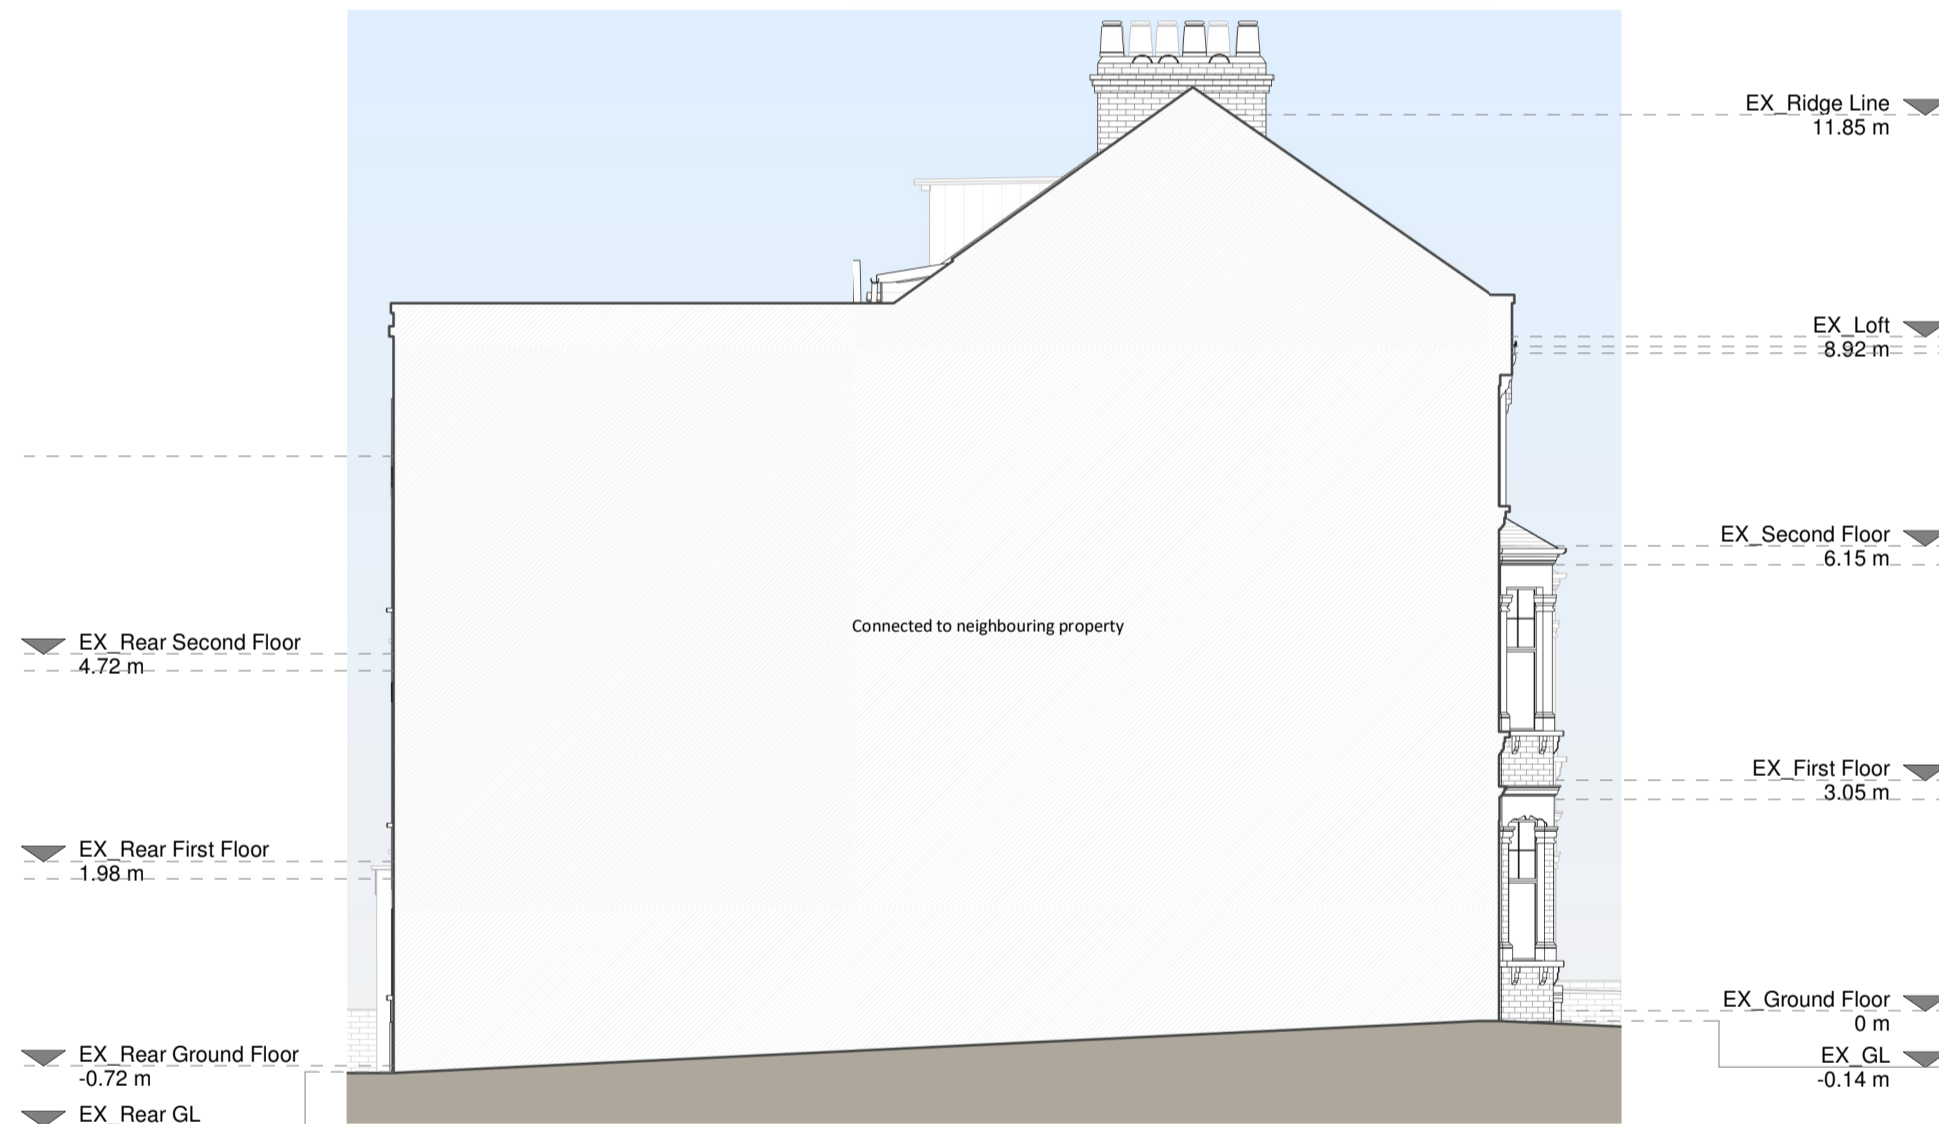 EX_Ridge Line
11.85 m
EX_Loft
8.92 m
EX_Second Floor
6.15 m
Connected to neighbouring property
EX_Rear Second Floor
4.72 m
EX_First Floor
3.05 m
EX_Rear First Floor
1.98 m
EX_Ground Floor
0 m
EX_Rear Ground Floor
-0.72 m
EX_GL
-0.14 m
EX_Rear GL